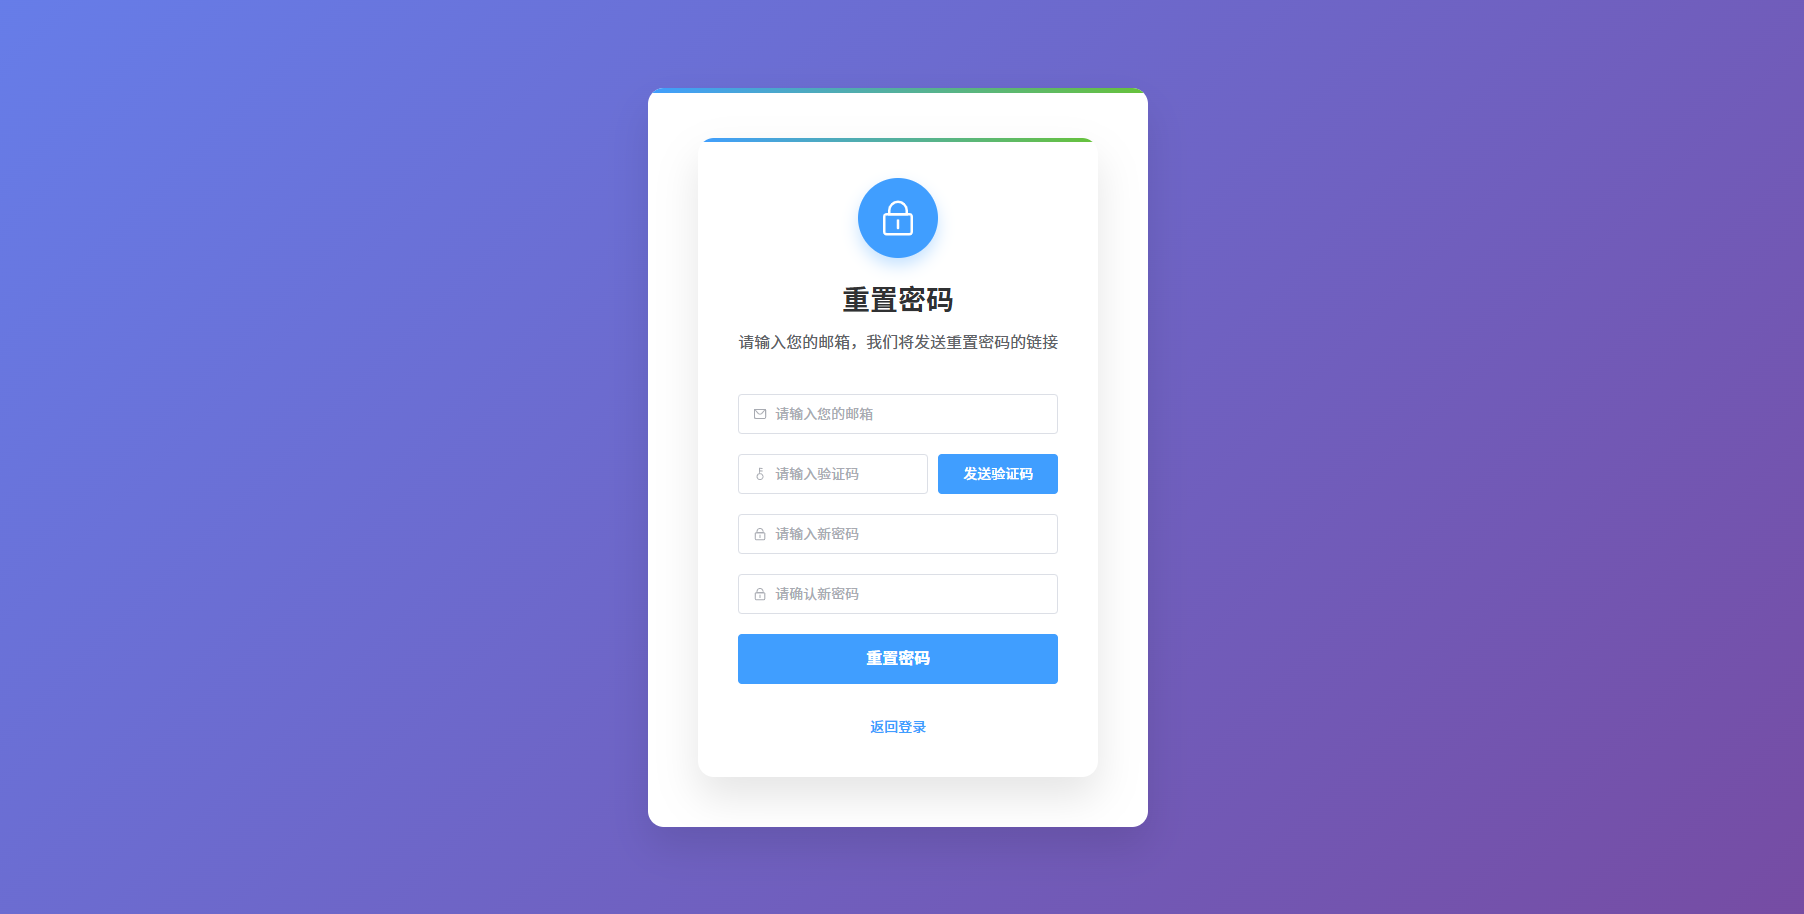 重置密码
请输入您的邮箱，我们将发送重置密码的链接
请输入您的邮箱
请输入验证码
发送验证码
请输入新密码
请确认新密码
重置密码
返回登录